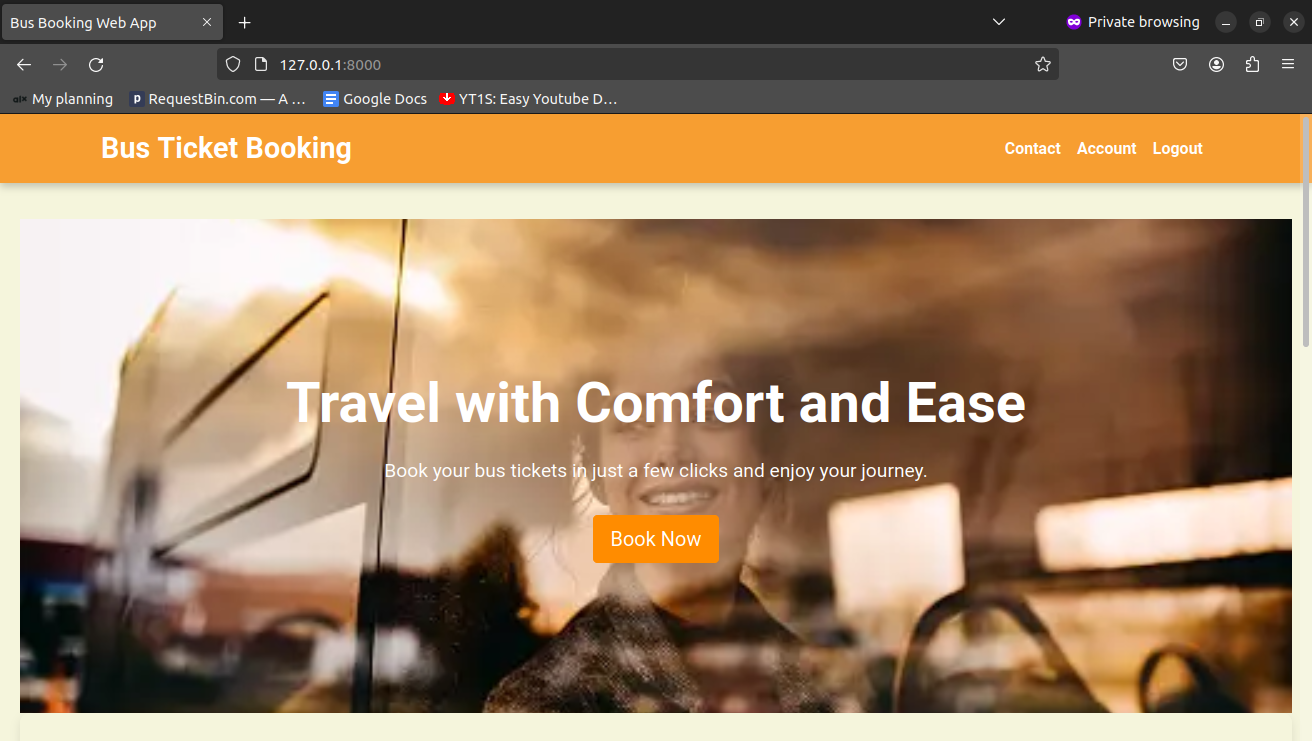 Bus Booking Web App
Private browsing
127.0.0.1:8000
My planning
RequestBin.com — A …
Google Docs
YT1S: Easy Youtube D…
Bus Ticket Booking
Contact Account Logout
Travel with Comfort and Ease
Book your bus tickets in just a few clicks and enjoy your journey.
Book Now